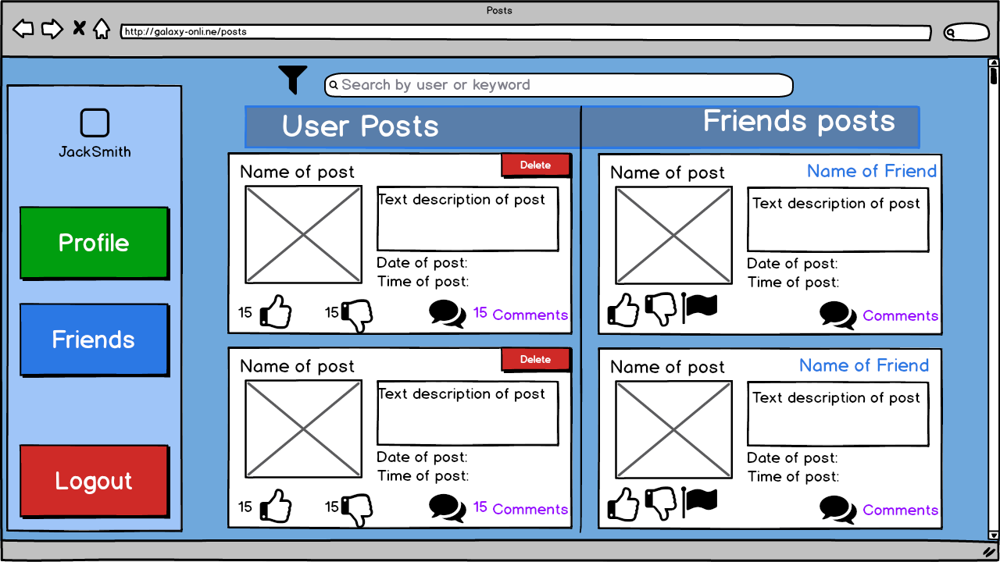 Posts
http://galaxy-onli.ne/posts
Search by user or keyword
JackSmith
Profile
Friends
Logout
User Posts
Friends posts
Name of post
Delete
Text description of post
Date of post:
Time of post:
15
15
15 Comments
Name of post
Name of Friend
Text description of post
Date of post:
Time of post:
Comments
Name of post
Delete
Text description of post
Date of post:
Time of post:
15
15
15 Comments
Name of post
Name of Friend
Text description of post
Date of post:
Time of post:
Comments